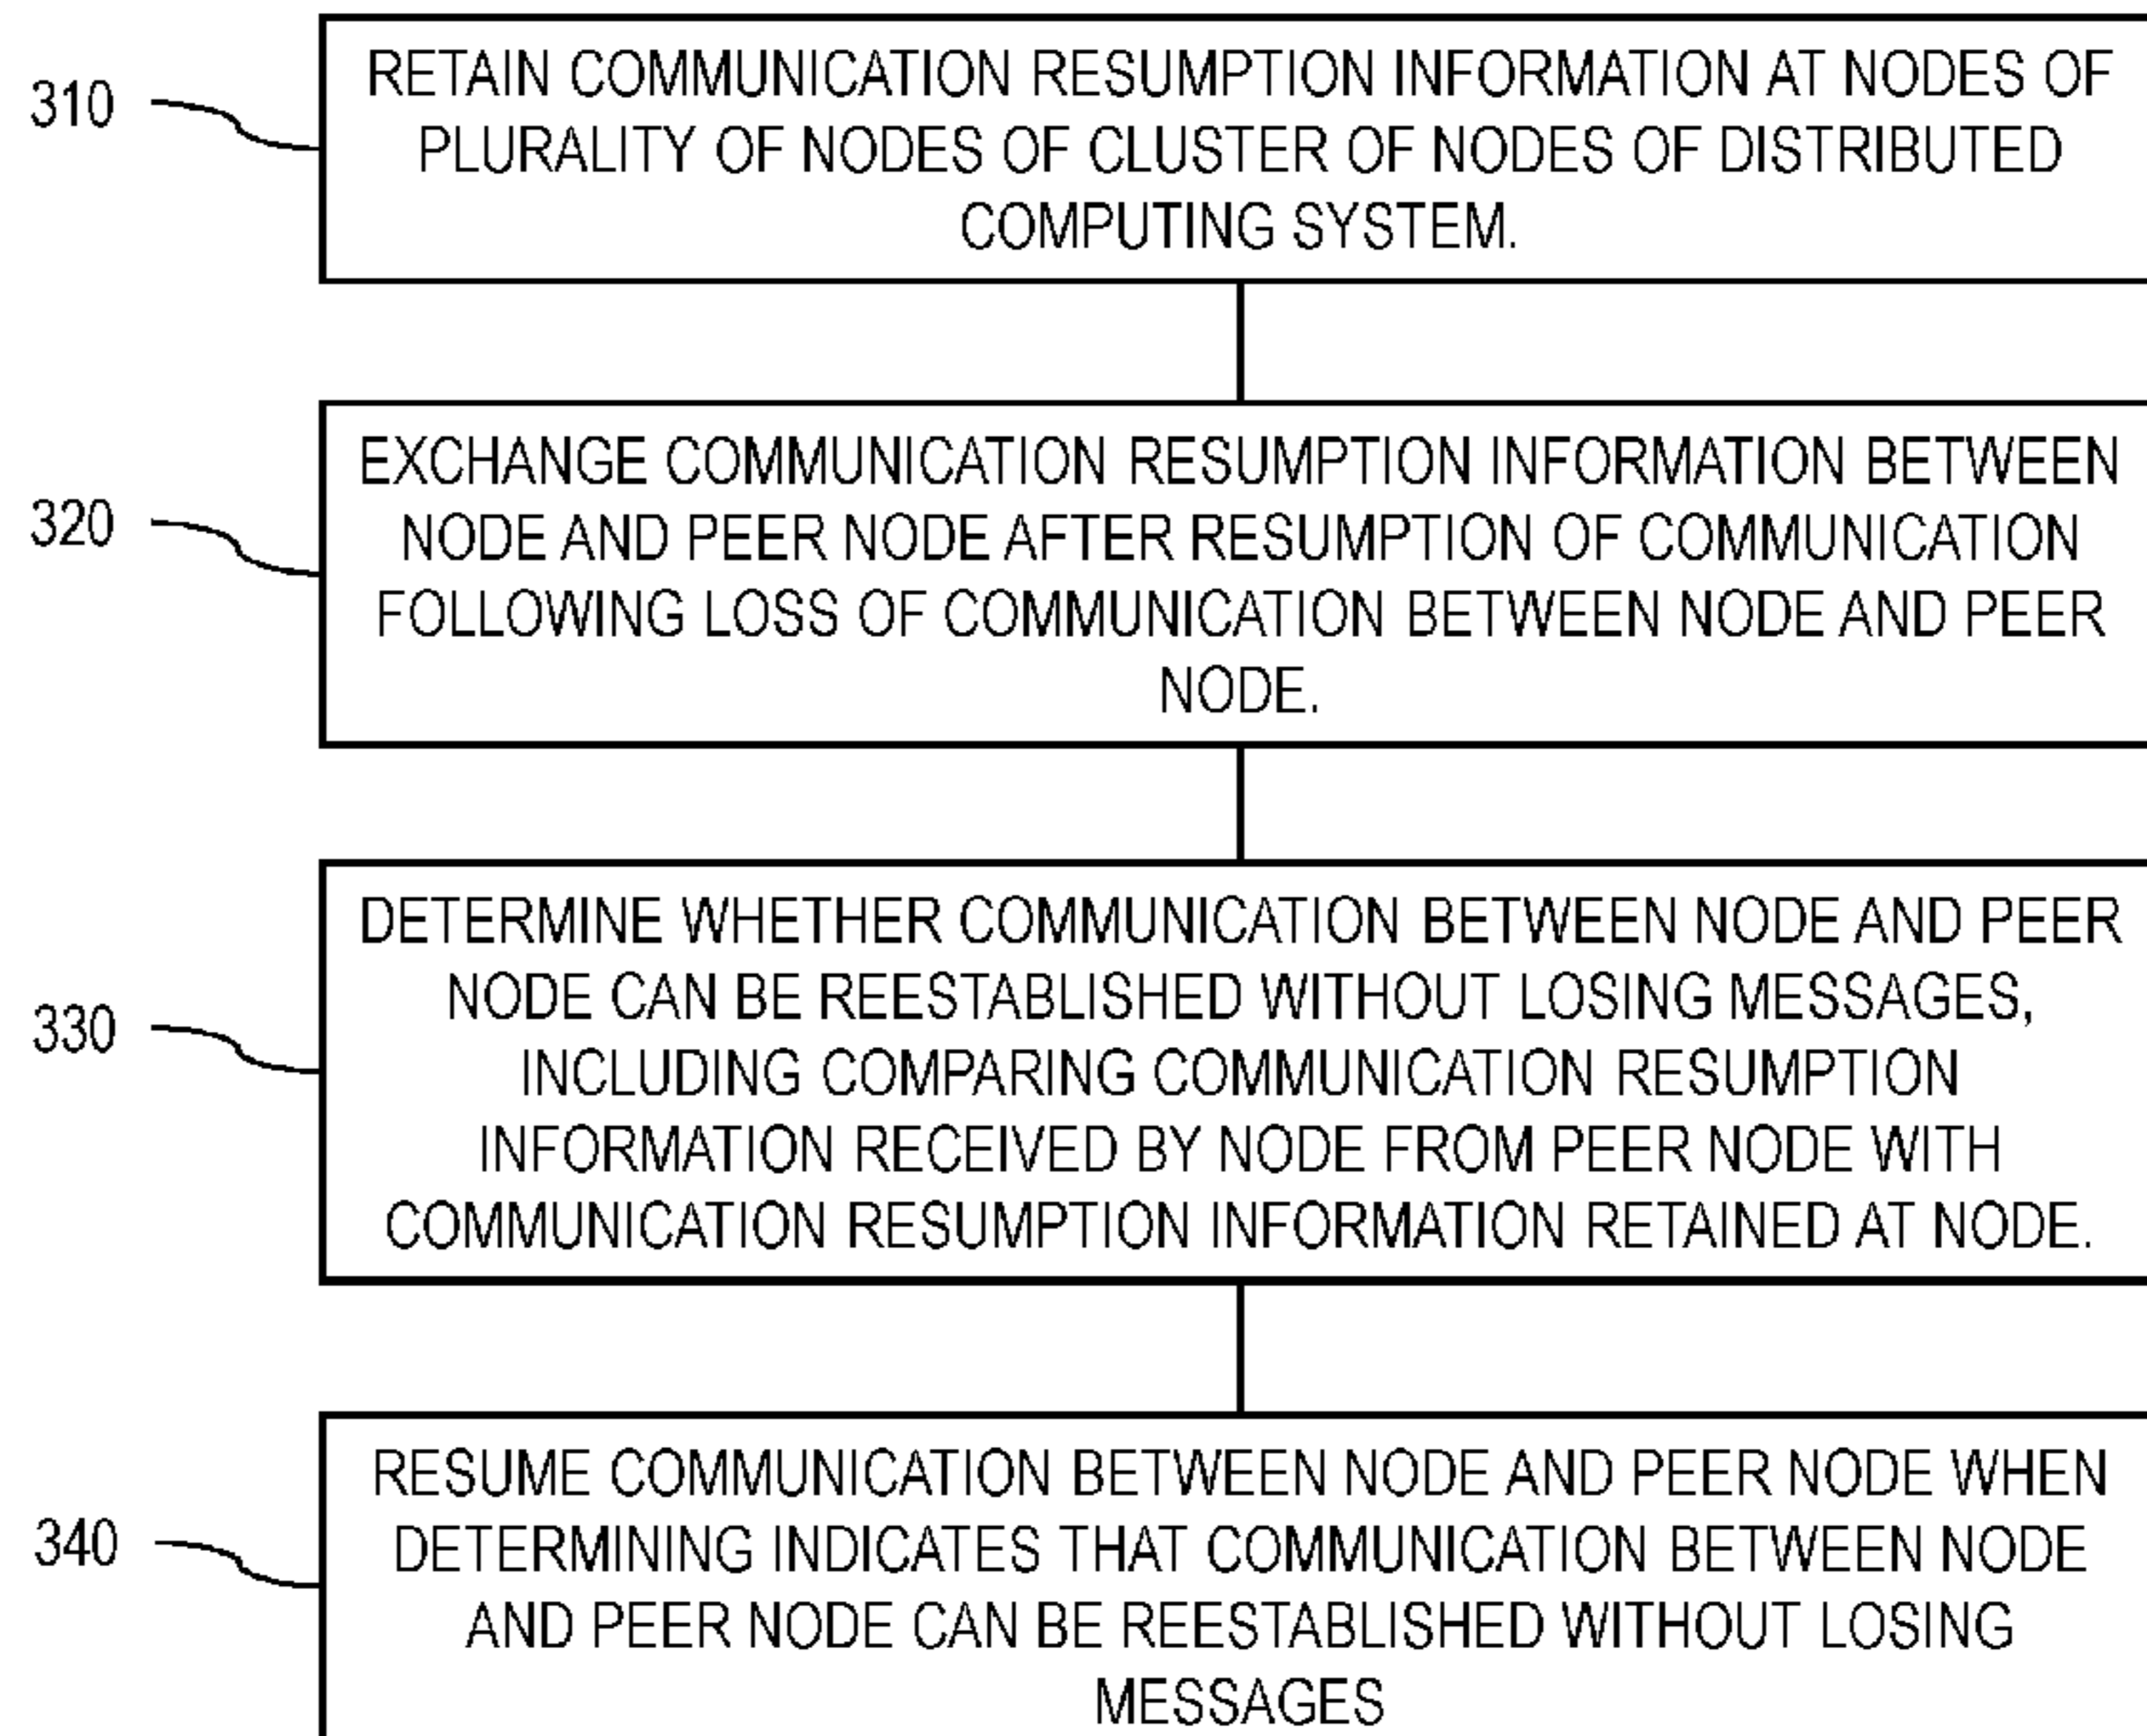 310
RETAIN COMMUNICATION RESUMPTION INFORMATION AT NODES OF
PLURALITY OF NODES OF CLUSTER OF NODES OF DISTRIBUTED
COMPUTING SYSTEM.
320
EXCHANGE COMMUNICATION RESUMPTION INFORMATION BETWEEN
NODE AND PEER NODE AFTER RESUMPTION OF COMMUNICATION
FOLLOWING LOSS OF COMMUNICATION BETWEEN NODE AND PEER
NODE.
330
DETERMINE WHETHER COMMUNICATION BETWEEN NODE AND PEER
NODE CAN BE REESTABLISHED WITHOUT LOSING MESSAGES,
INCLUDING COMPARING COMMUNICATION RESUMPTION
INFORMATION RECEIVED BY NODE FROM PEER NODE WITH
COMMUNICATION RESUMPTION INFORMATION RETAINED AT NODE.
340
RESUME COMMUNICATION BETWEEN NODE AND PEER NODE WHEN
DETERMINING INDICATES THAT COMMUNICATION BETWEEN NODE
AND PEER NODE CAN BE REESTABLISHED WITHOUT LOSING
MESSAGES